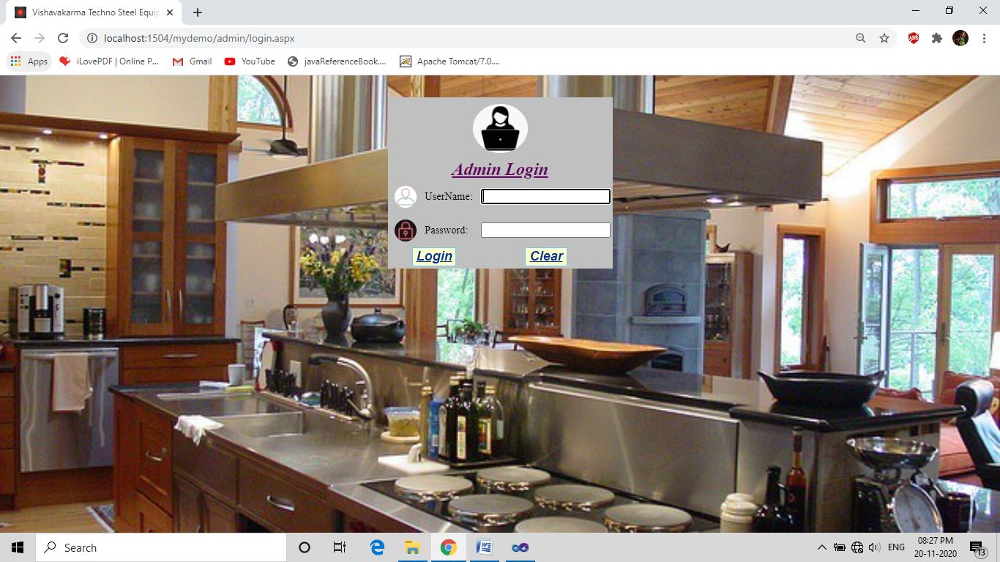 Vishavakarma Techno Steel Equip
localhost:1504/mydemo/admin/login.aspx
ABP
Apps
iLovePDF | Online P...
Gmail
YouTube
javaReferenceBook....
Apache Tomcat/7.0....
Admin Login
UserName:
Password:
Login
Clear
Search
ENG
08:27 PM
20-11-2020
13